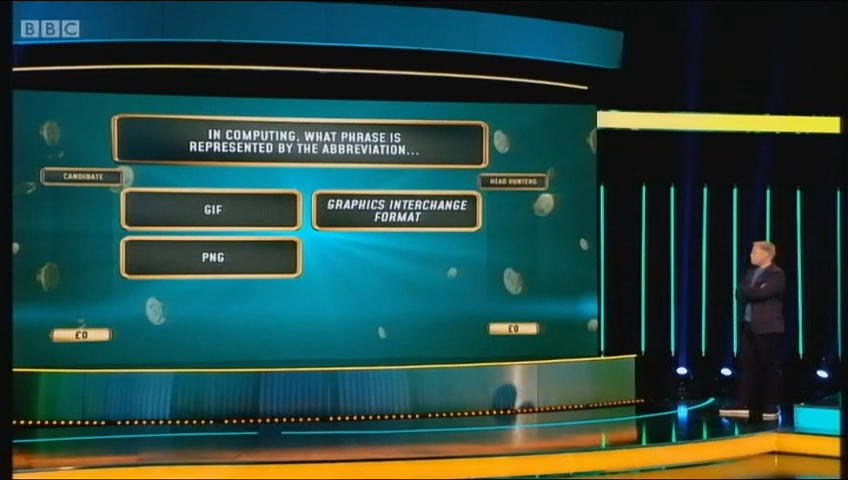 BBC
IN COMPUTING, WHAT PHRASE IS
REPRESENTED BY THE ABBREVIATION...
CANDIDATE
HEAD HUNTERS
GIF
GRAPHICS INTERCHANGE
FORMAT
PNG
£0
£0